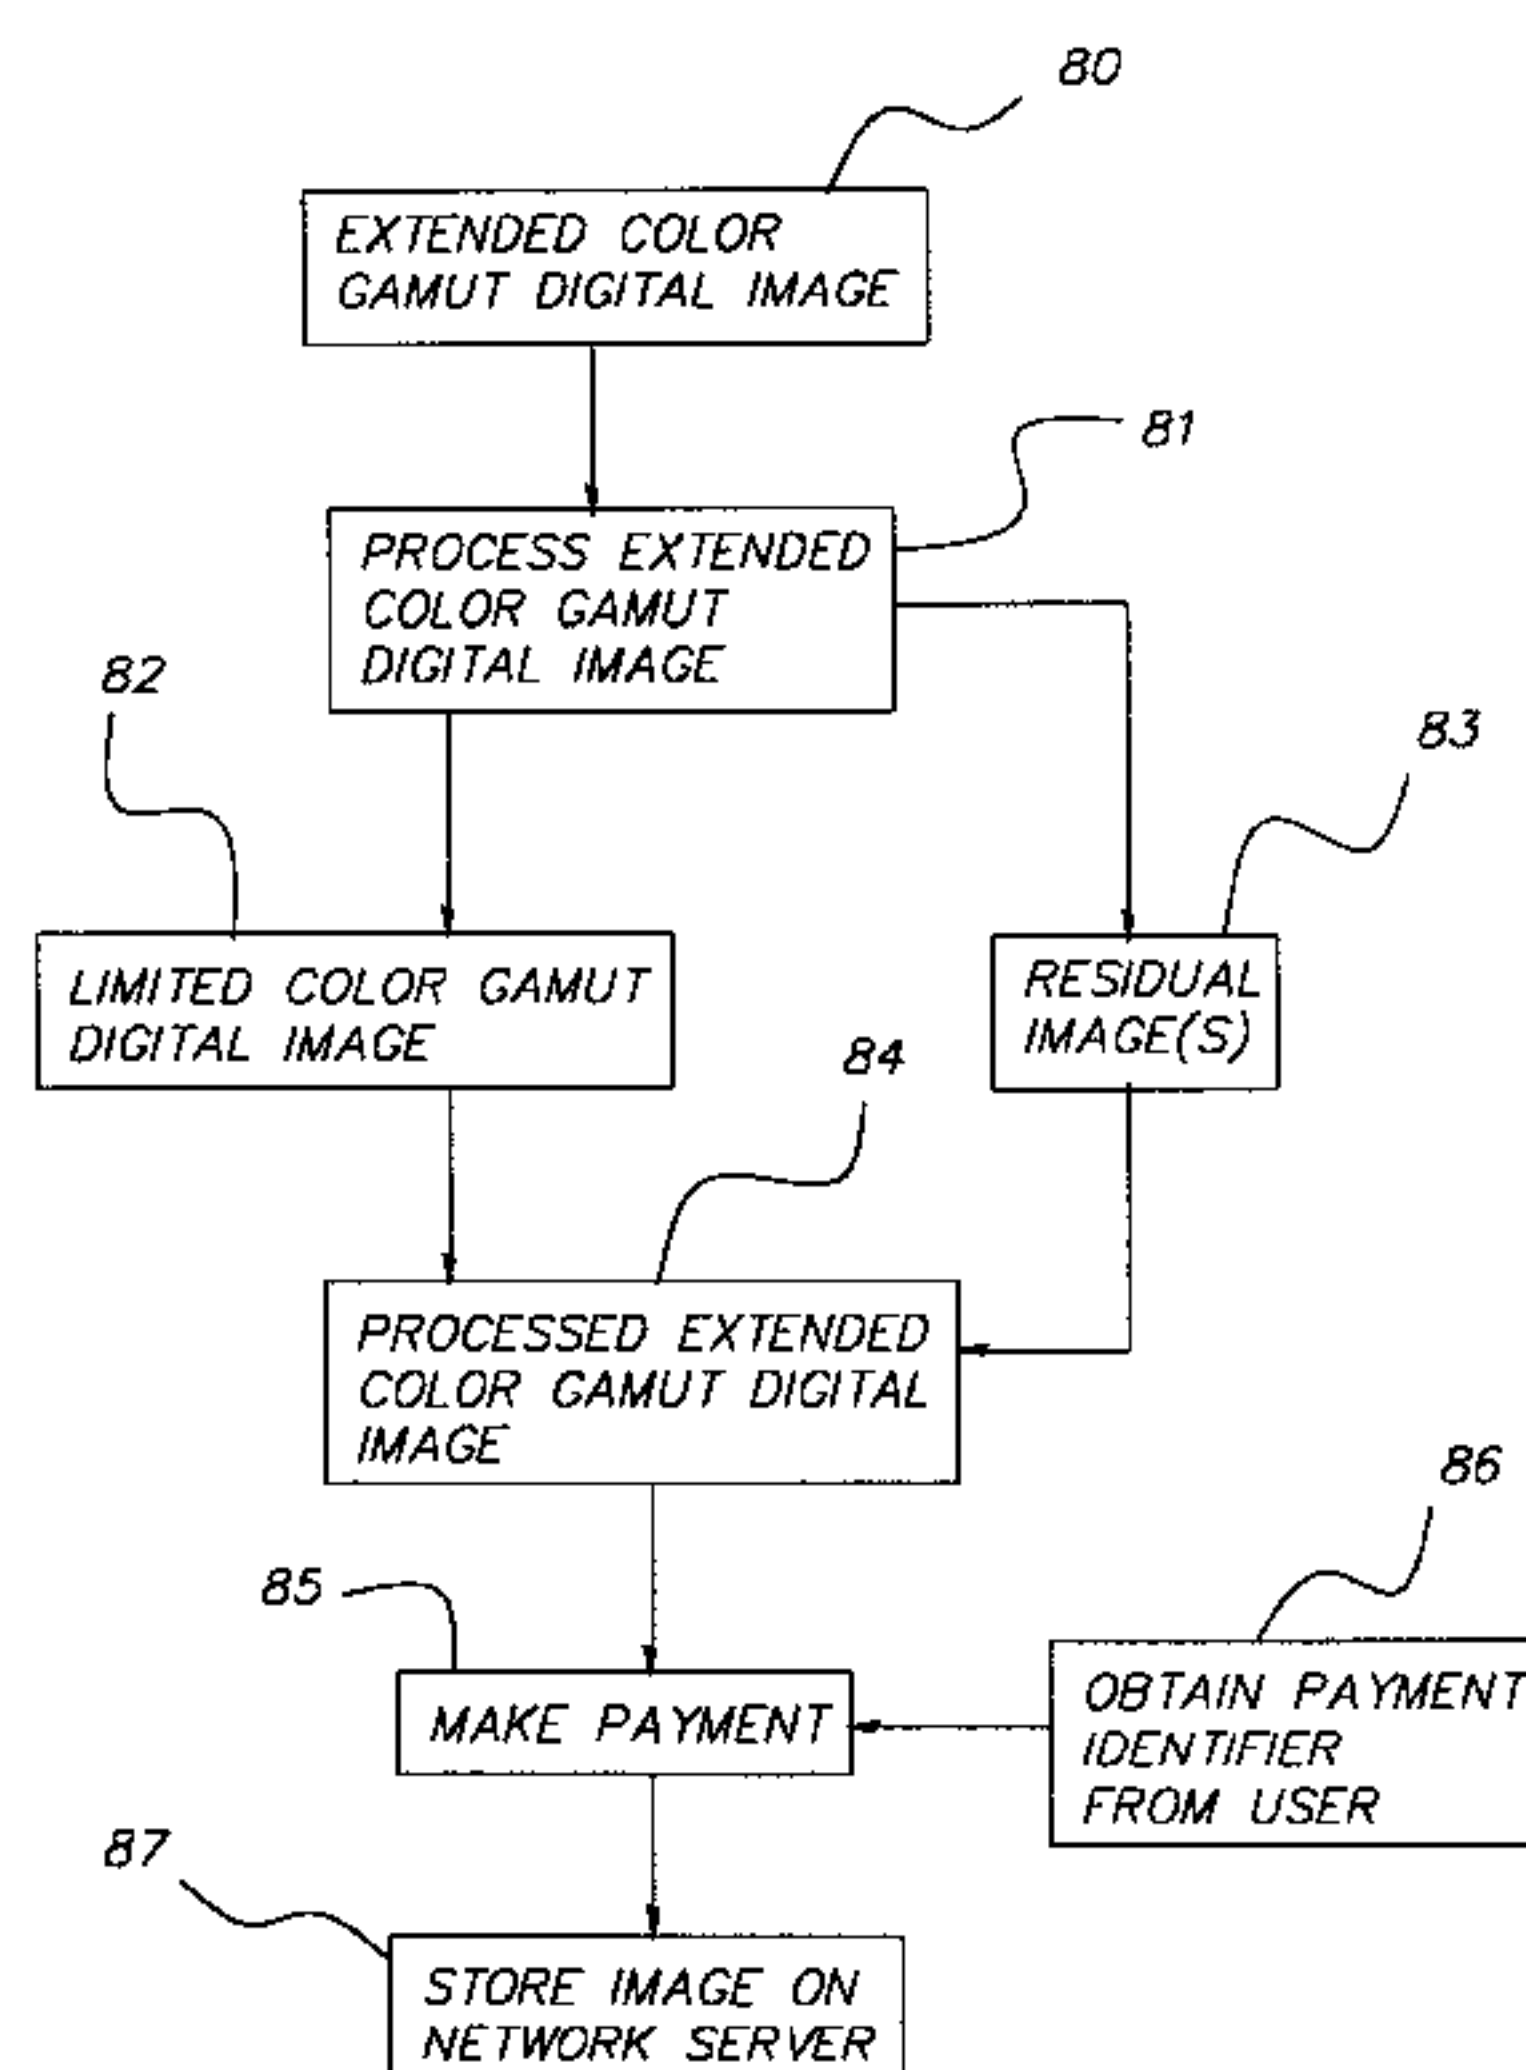 80
EXTENDED COLOR
GAMUT DIGITAL IMAGE
81
PROCESS EXTENDED
COLOR GAMUT
DIGITAL IMAGE
82
83
LIMITED COLOR GAMUT
DIGITAL IMAGE
RESIDUAL
IMAGE(S)
84
PROCESSED EXTENDED
COLOR GAMUT DIGITAL
IMAGE
86
85
MAKE PAYMENT
OBTAIN PAYMENT
IDENTIFIER
FROM USER
87
STORE IMAGE ON
NETWORK SERVER